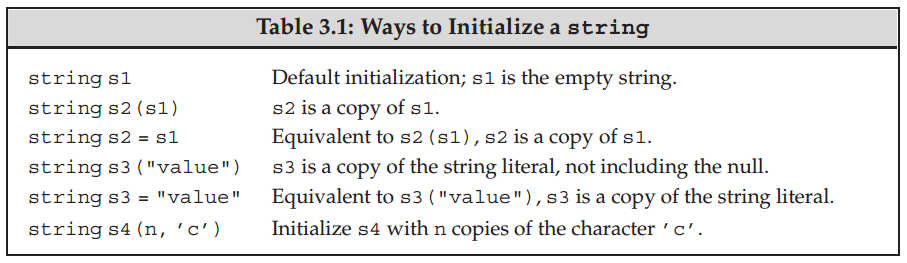 Table 3.1: Ways to Initialize a string
string s1 Default initialization; s1 is the empty string.
string s2(s1) s2 is a copy of s1.
string s2 = s1 Equivalent to s2(s1), s2 is a copy of s1.
string s3("value") s3 is a copy of the string literal, not including the null.
string s3 = "value" Equivalent to s3("value"), s3 is a copy of the string literal.
string s4(n, ’c’) Initialize s4 with n copies of the character ’c’.